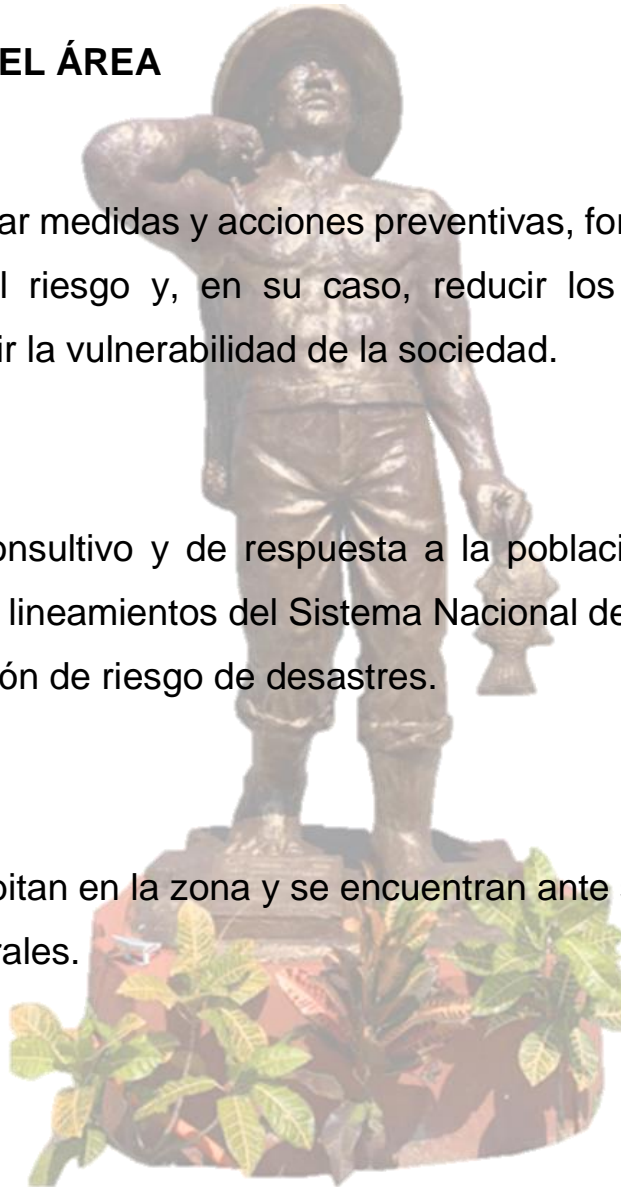 EL ÁREA
ar medidas y acciones preventivas, for
l riesgo y, en su caso, reducir los
ir la vulnerabilidad de la sociedad.
onsultivo y de respuesta a la poblaci
lineamientos del Sistema Nacional de
ón de riesgo de desastres.
bitan en la zona y se encuentran ante
rales.